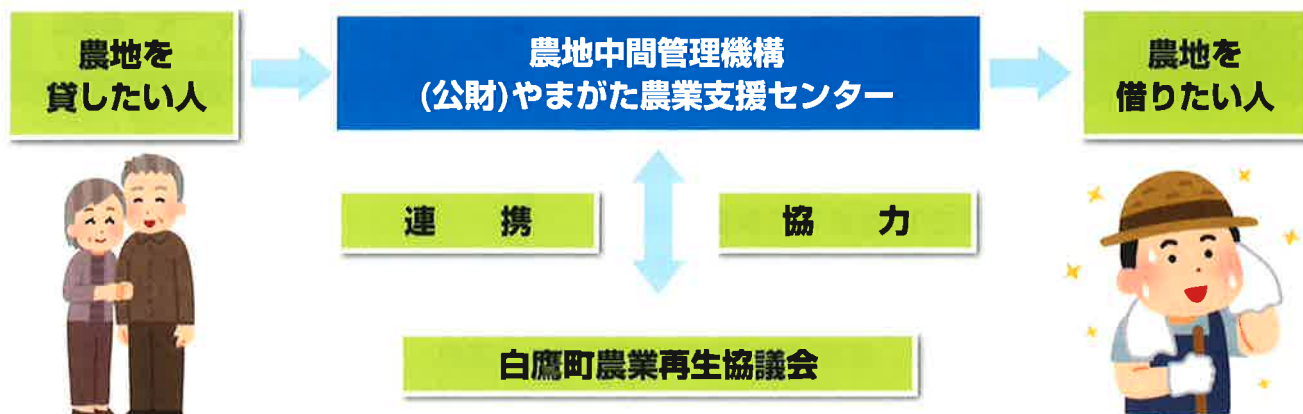 農地を
貸したい人
農地中間管理機構
(公財)やまがた農業支援センター
農地を
借りたい人
連　携
協　力
白鷹町農業再生協議会